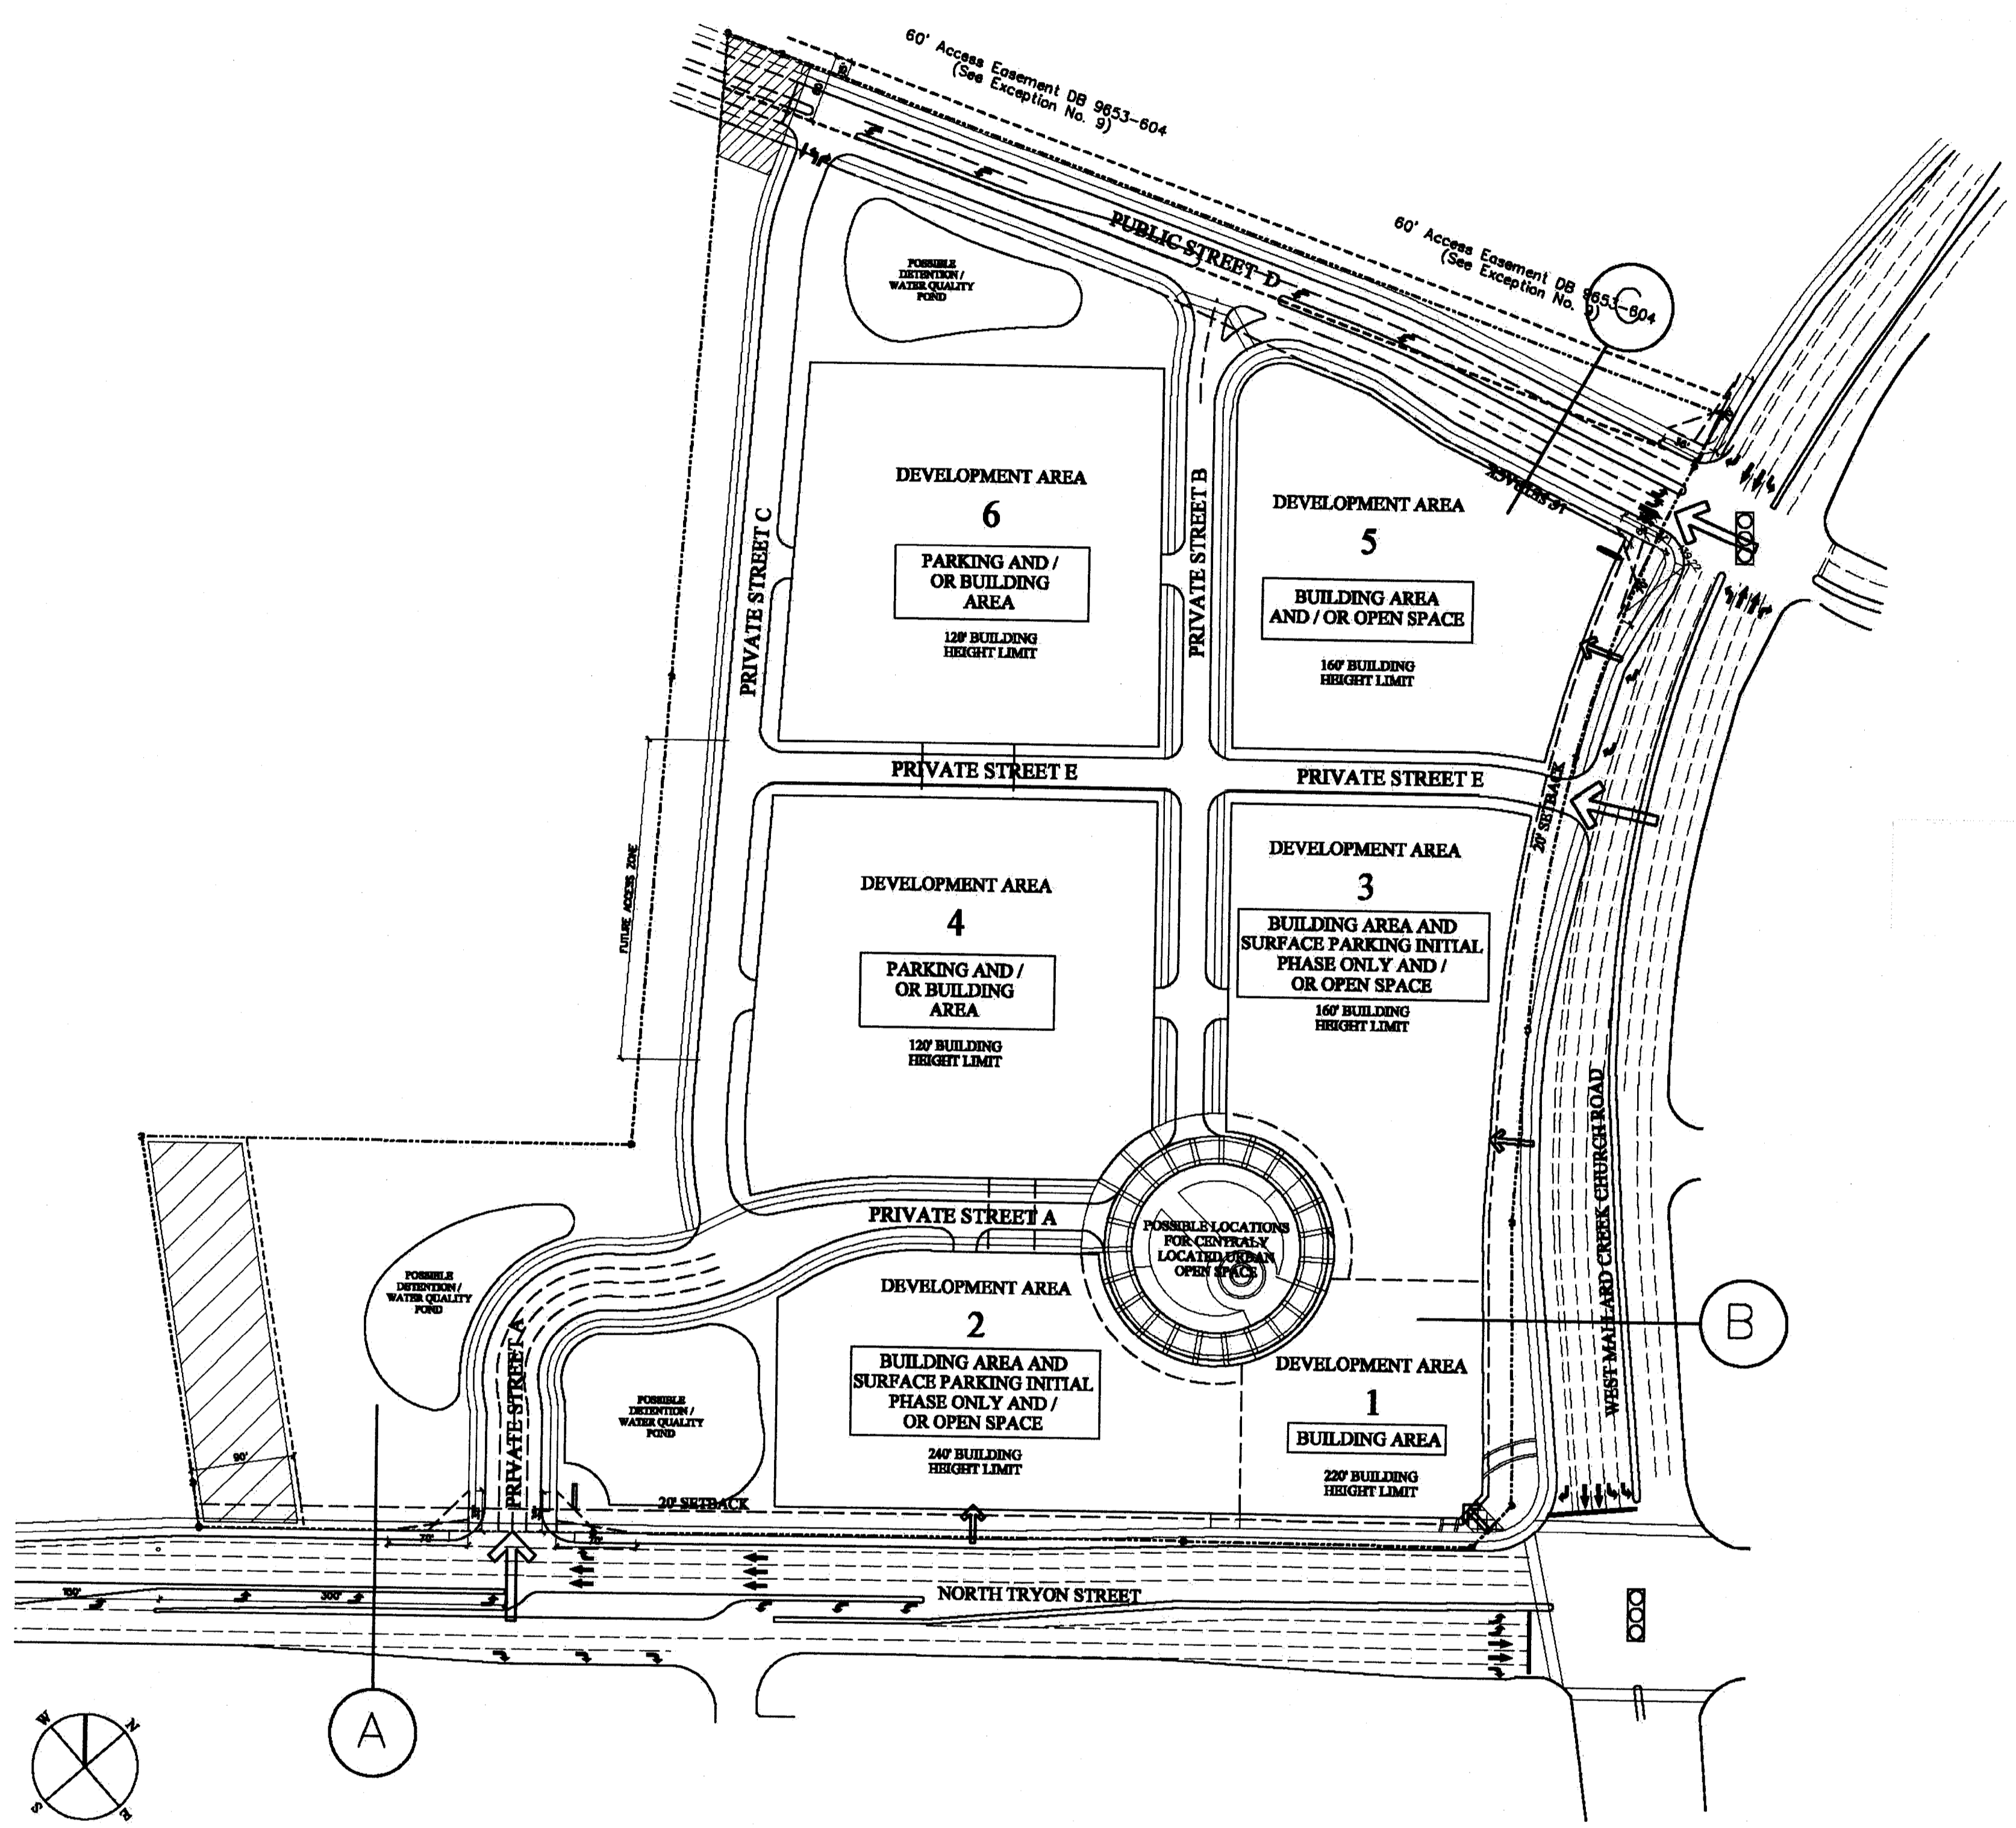 60' Access Easement DB 9653-604
(See Exception No. 9)
60' Access Easement DB 9653-604
(See Exception No. 9)
C
PUBLIC STREET D
POSSIBLE
DETENTION /
WATER QUALITY
POND
DEVELOPMENT AREA
6
PARKING AND /
OR BUILDING
AREA
120' BUILDING
HEIGHT LIMIT
PRIVATE STREET C
PRIVATE STREET B
DEVELOPMENT AREA
5
BUILDING AREA
AND / OR OPEN SPACE
160' BUILDING
HEIGHT LIMIT
PRIVATE STREET E
PRIVATE STREET E
20' SETBACK
FUTURE ACCESS ZONE
DEVELOPMENT AREA
4
PARKING AND /
OR BUILDING
AREA
120' BUILDING
HEIGHT LIMIT
DEVELOPMENT AREA
3
BUILDING AREA AND
SURFACE PARKING INITIAL
PHASE ONLY AND /
OR OPEN SPACE
160' BUILDING
HEIGHT LIMIT
WEST MALLARD CREEK CHURCH ROAD
PRIVATE STREET A
POSSIBLE LOCATIONS
FOR CENTRALY
LOCATED URBAN
OPEN SPACE
POSSIBLE
DETENTION /
WATER QUALITY
POND
DEVELOPMENT AREA
2
BUILDING AREA AND
SURFACE PARKING INITIAL
PHASE ONLY AND /
OR OPEN SPACE
240' BUILDING
HEIGHT LIMIT
B
DEVELOPMENT AREA
1
BUILDING AREA
220' BUILDING
HEIGHT LIMIT
PRIVATE STREET A
POSSIBLE
DETENTION /
WATER QUALITY
POND
90'
20' SETBACK
300'
NORTH TRYON STREET
A
W
N
S
E